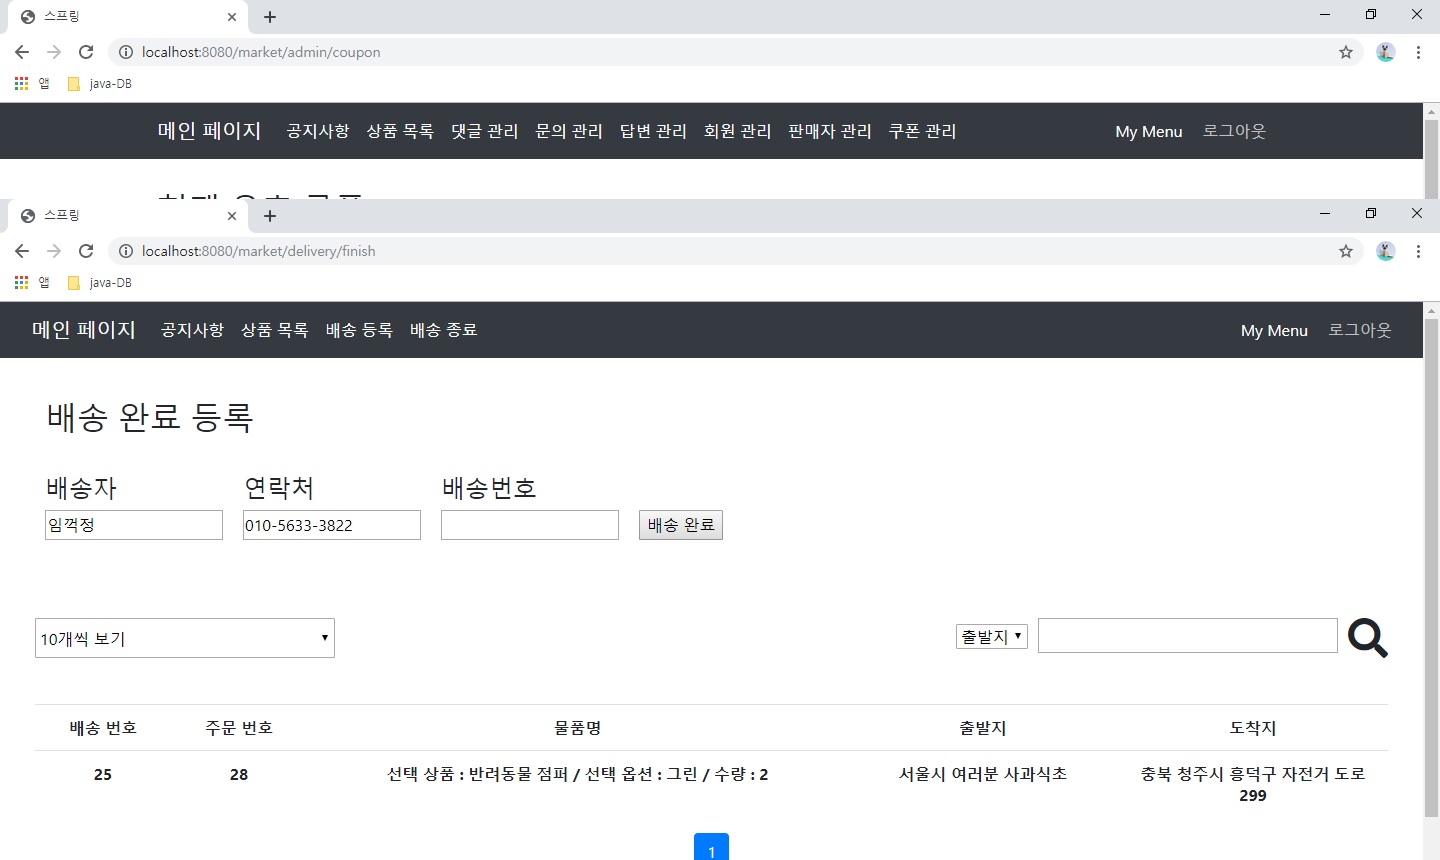 스프링
localhost:8080/market/admin/coupon
앱 java-DB
메인 페이지 공지사항 상품 목록 댓글 관리 문의 관리 답변 관리 회원 관리 판매자 관리 쿠폰 관리 My Menu 로그아웃
스프링
localhost:8080/market/delivery/finish
앱 java-DB
메인 페이지 공지사항 상품 목록 배송 등록 배송 종료 My Menu 로그아웃
배송 완료 등록
배송자 연락처 배송번호
임꺽정 010-5633-3822 배송 완료
10개씩 보기 출발지
배송 번호 주문 번호 물품명 출발지 도착지
25 28 선택 상품 : 반려동물 점퍼 / 선택 옵션 : 그린 / 수량 : 2 서울시 여러분 사과식초 충북 청주시 흥덕구 자전거 도로
299
1